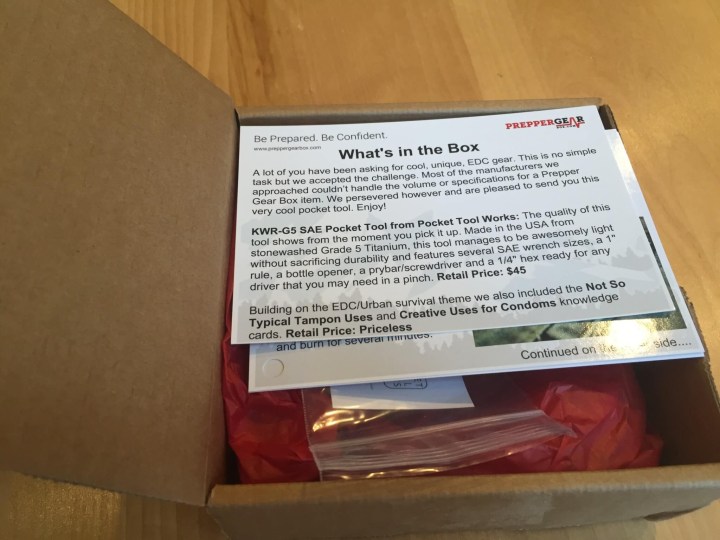 Be Prepared. Be Confident.
PREPPERGEAR
www.preppergearbox.com
What's in the Box
A lot of you have been asking for cool, unique, EDC gear. This is no simple
task but we accepted the challenge. Most of the manufacturers we
approached couldn't handle the volume or specifications for a Prepper
Gear Box item. We persevered however and are pleased to send you this
very cool pocket tool. Enjoy!
KWR-G5 SAE Pocket Tool from Pocket Tool Works: The quality of this
tool shows from the moment you pick it up. Made in the USA from
stonewashed Grade 5 Titanium, this tool manages to be awesomely light
without sacrificing durability and features several SAE wrench sizes, a 1"
rule, a bottle opener, a prybar/screwdriver and a 1/4" hex ready for any
driver that you may need in a pinch. Retail Price: $45
Building on the EDC/Urban survival theme we also included the Not So
Typical Tampon Uses and Creative Uses for Condoms knowledge
cards. Retail Price: Priceless
and burn for several minutes.
Continued on side....